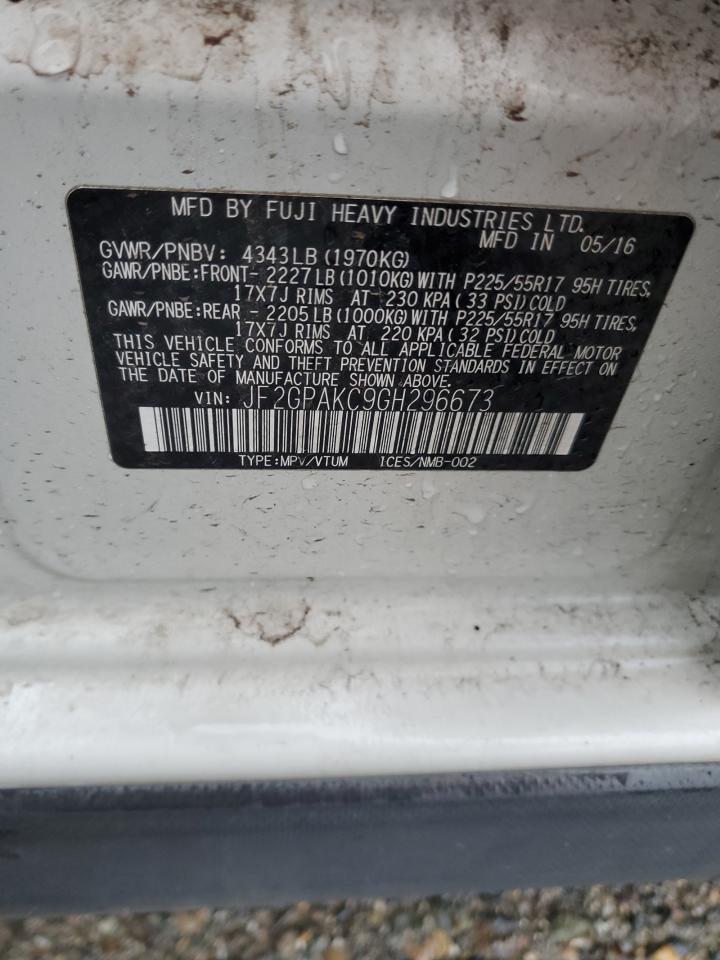 MFD BY FUJI HEAVY INDUSTRIES LTD.
MFD IN 05/16
GVWR/PNBV: 4343LB (1970KG)
GAWR/PNBE:FRONT- 2227LB(1010KG)WITH P225/55R17 95H TIRES,
17X7J RIMS AT 230 KPA( 33 PSI)COLD
GAWR/PNBE:REAR - 2205LB(1000KG)WITH P225/55R17 95H TIRES,
17X7J RIMS AT 220 KPA( 32 PSI)COLD
THIS VEHICLE CONFORMS TO ALL APPLICABLE FEDERAL MOTOR
VEHICLE SAFETY AND THEFT PREVENTION STANDARDS IN EFFECT ON
THE DATE OF MANUFACTURE SHOWN ABOVE.
VIN: JF2GPAKC9GH296673
TYPE:MPV/VTUM ICES/NMB-002